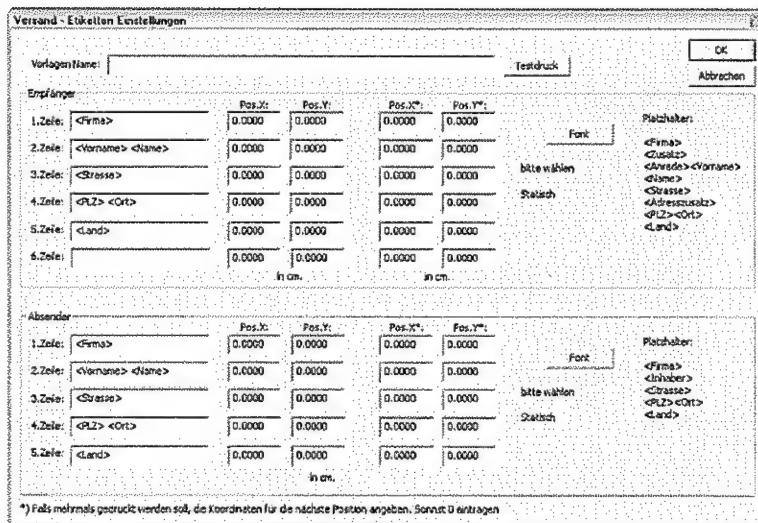 Versand - Etiketten Einstellungen
OK
Vorlagen Name: Testdruck
Abbrechen
Empfänger
Pos.X: Pos.Y: Pos.X*: Pos.Y*: Platzhalter:
1.Zeile: <Firma> 0.0000 0.0000 0.0000 0.0000
Font
<Firma>
<Zusatz>
<Anrede><Vorname>
<Name>
<Strasse>
<Adresszusatz>
<PLZ><Ort>
<Land>
2.Zeile: <Vorname> <Name> 0.0000 0.0000 0.0000 0.0000
bitte wählen
3.Zeile: <Strasse> 0.0000 0.0000 0.0000 0.0000
Statisch
4.Zeile: <PLZ> <Ort> 0.0000 0.0000 0.0000 0.0000
5.Zeile: <Land> 0.0000 0.0000 0.0000 0.0000
6.Zeile: 0.0000 0.0000 0.0000 0.0000
in cm. in cm.
Absender
Pos.X: Pos.Y: Pos.X*: Pos.Y*: Platzhalter:
1.Zeile: <Firma> 0.0000 0.0000 0.0000 0.0000
Font
<Firma>
<Inhaber>
<Strasse>
<PLZ><Ort>
<Land>
2.Zeile: <Vorname> <Name> 0.0000 0.0000 0.0000 0.0000
bitte wählen
3.Zeile: <Strasse> 0.0000 0.0000 0.0000 0.0000
Statisch
4.Zeile: <PLZ> <Ort> 0.0000 0.0000 0.0000 0.0000
5.Zeile: <Land> 0.0000 0.0000 0.0000 0.0000
in cm.
*) Falls mehrmals gedruckt werden soll, die Koordinaten für die nächste Position angeben. Sonnst 0 eintragen